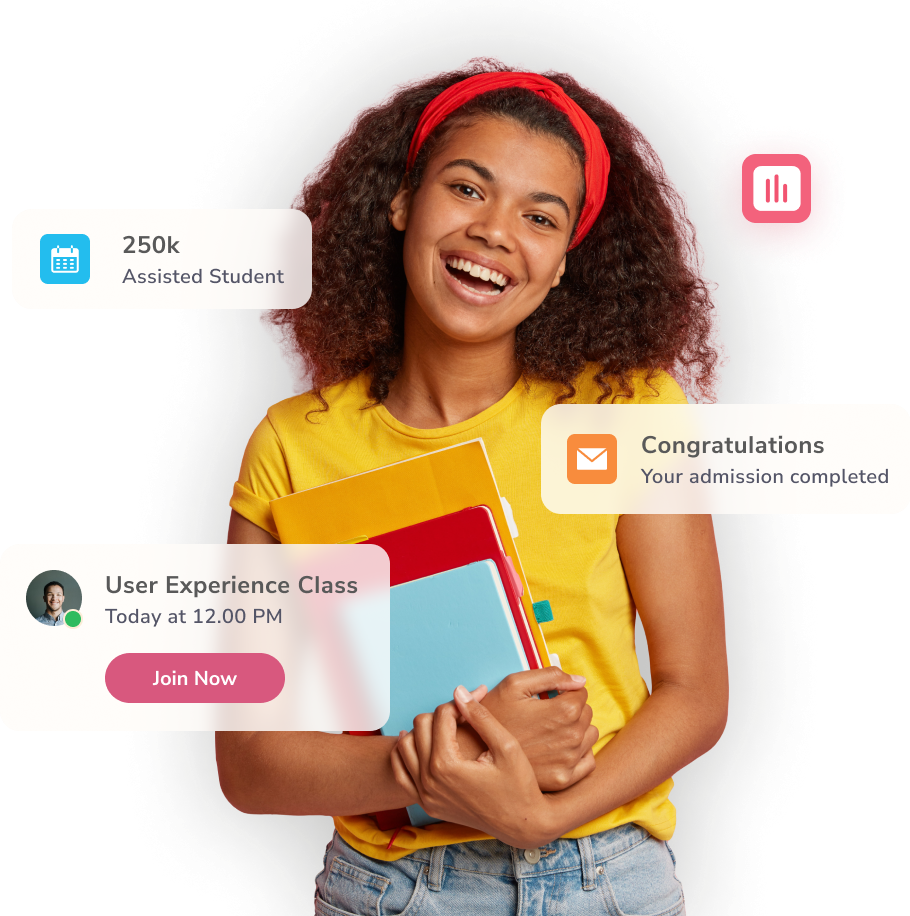 250k
Assisted Student
Congratulations
Your admission completed
User Experience Class
Today at 12.00 PM
Join Now